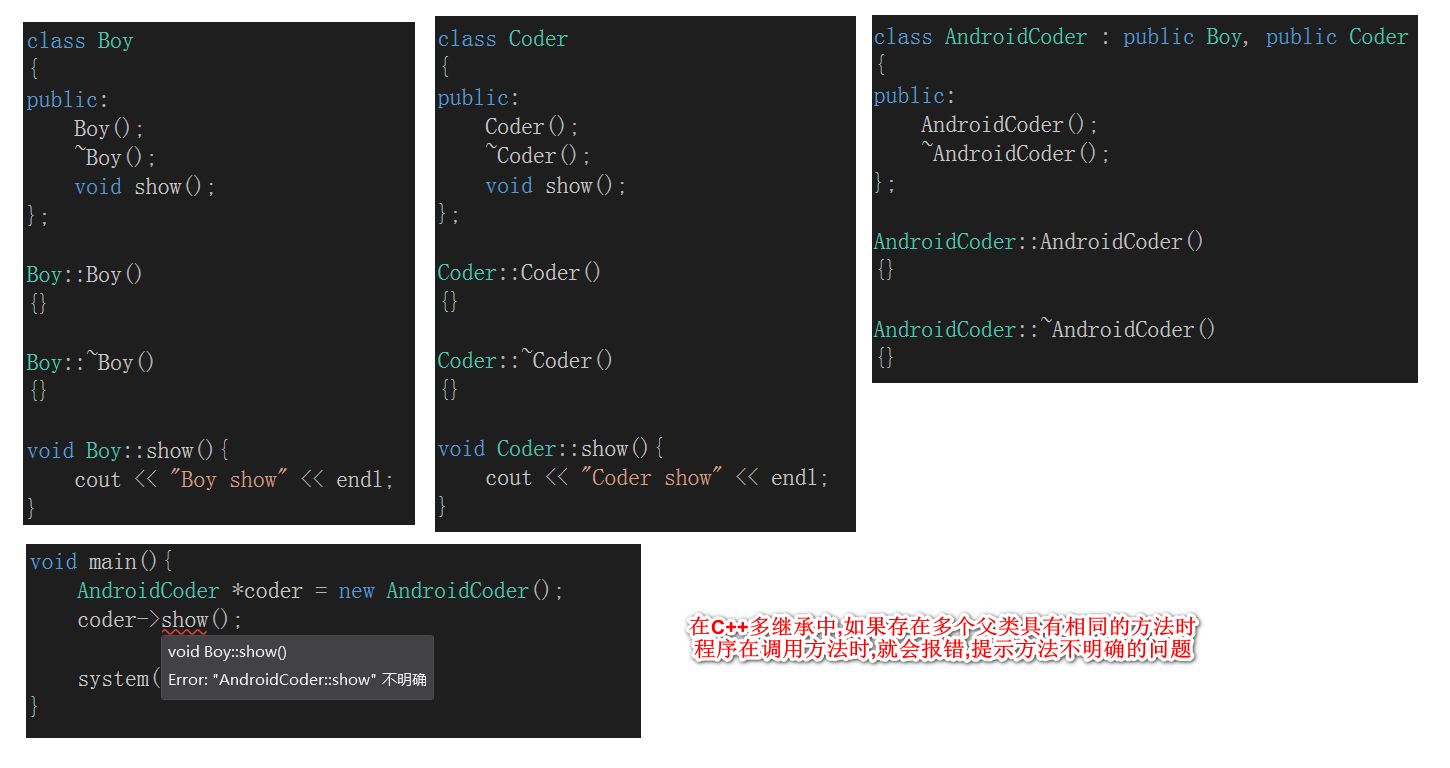 class Boy
{
public:
    Boy();
    ~Boy();
    void show();
};
Boy::Boy()
{}
Boy::~Boy()
{}
void Boy::show(){
    cout << "Boy show" << endl;
}
class Coder
{
public:
    Coder();
    ~Coder();
    void show();
};
Coder::Coder()
{}
Coder::~Coder()
{}
void Coder::show(){
    cout << "Coder show" << endl;
}
class AndroidCoder : public Boy, public Coder
{
public:
    AndroidCoder();
    ~AndroidCoder();
};
AndroidCoder::AndroidCoder()
{}
AndroidCoder::~AndroidCoder()
{}
void main(){
    AndroidCoder *coder = new AndroidCoder();
    coder->show();
void Boy::show()
Error: "AndroidCoder::show" 不明确
    system(
}
在C++多继承中,如果存在多个父类具有相同的方法时
程序在调用方法时,就会报错,提示方法不明确的问题